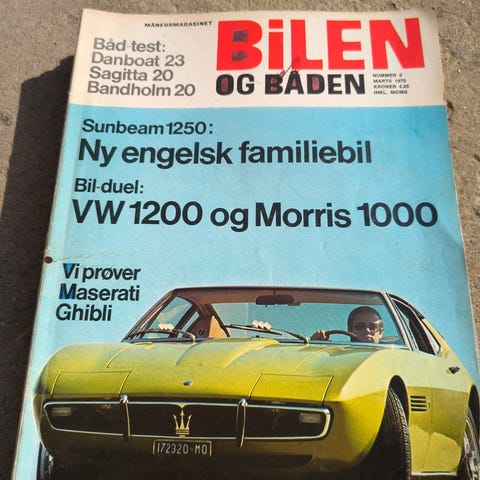 MÅNEDSMAGASINET
BiLEN
OG BÅDEN
NUMMER 3
MARTS 1970
KRONER 4,25
INKL. MOMS
Båd-test:
Danboat 23
Sagitta 20
Bandholm 20
Sunbeam 1250:
Ny engelsk familiebil
Bil-duel:
VW 1200 og Morris 1000
Vi prøver
Maserati
Ghibli
172320·MO